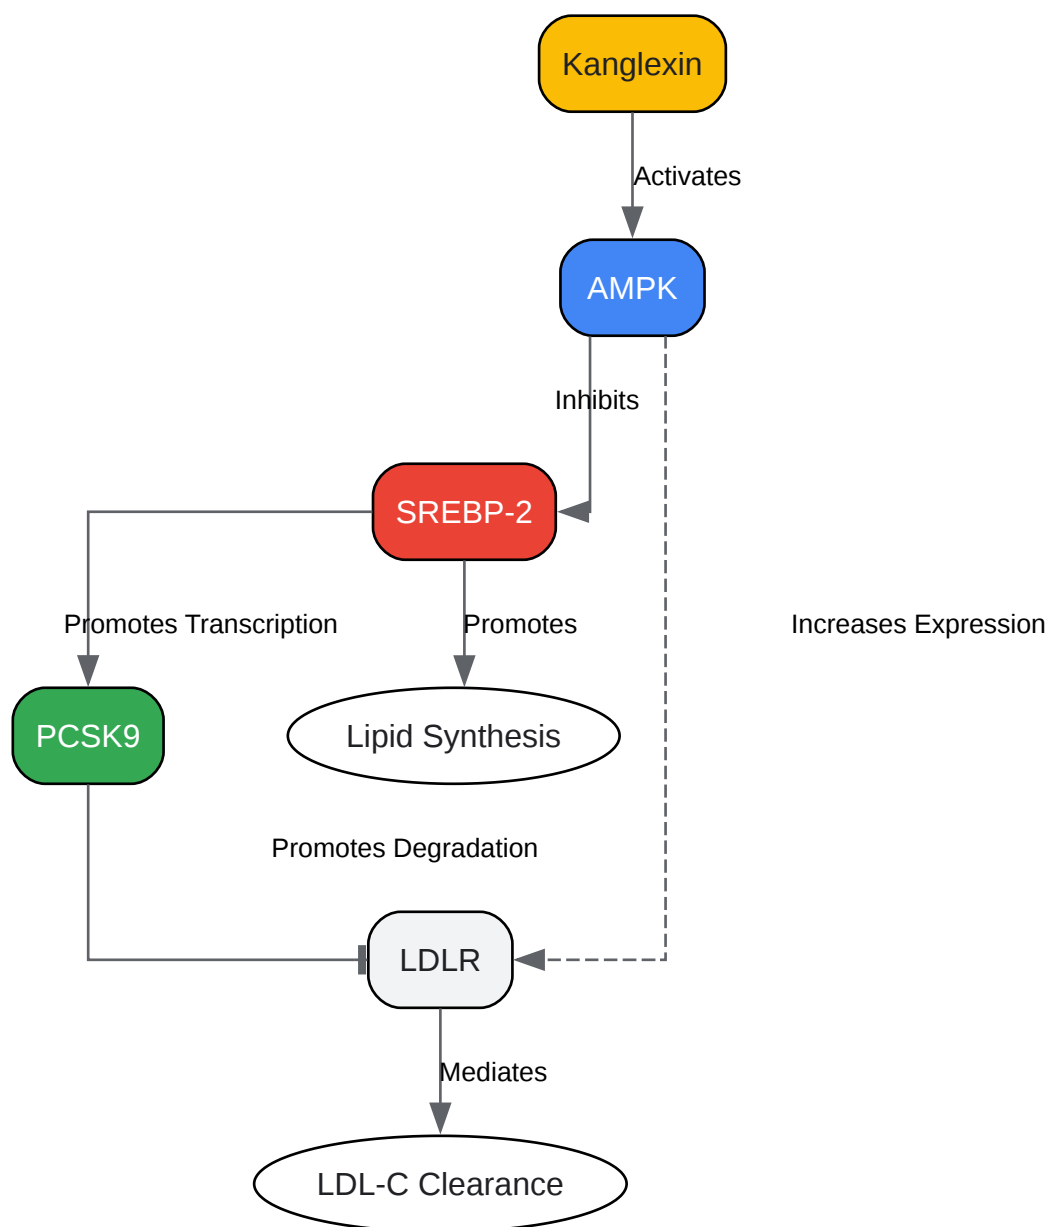 Kanglexin
Activates
AMPK
Inhibits
SREBP-2
Promotes Transcription
Promotes
Increases Expression
PCSK9
Lipid Synthesis
Promotes Degradation
LDLR
Mediates
LDL-C Clearance